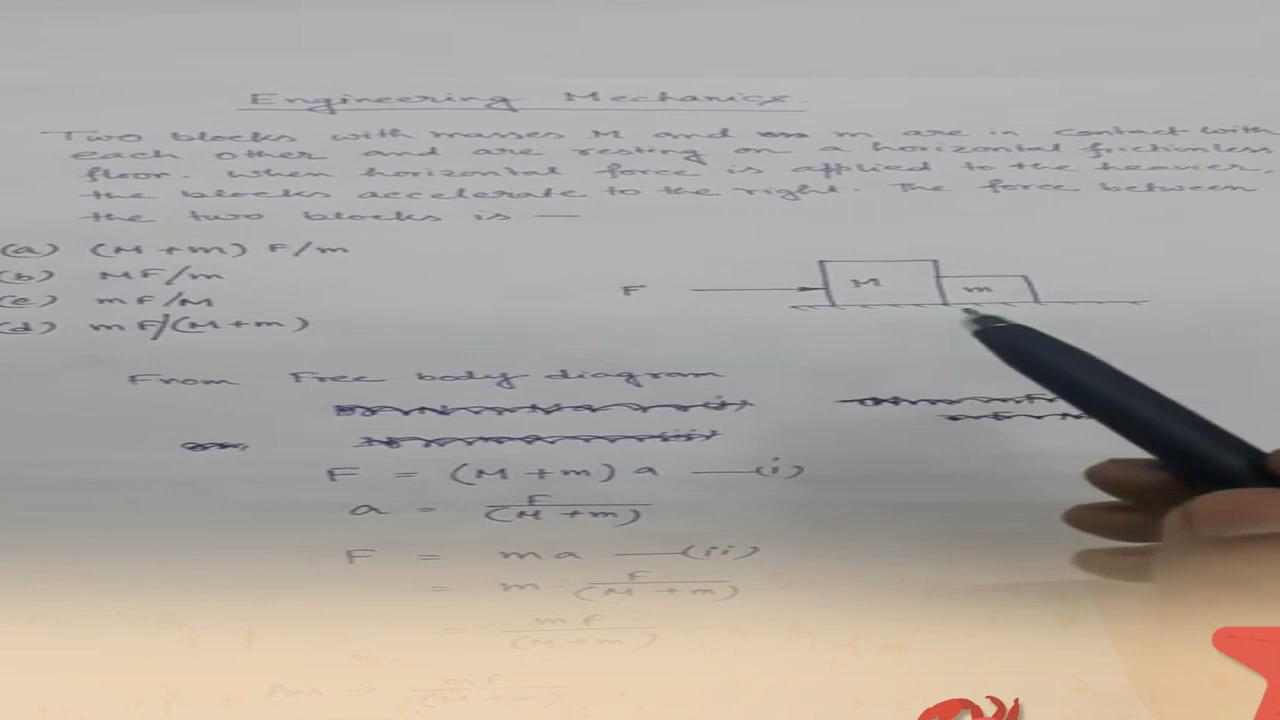 Engineering Mechanics.
Two blocks with masses M and m are in contact with
each other and are resting on a horizontal frictionless
floor. When horizontal force is applied to the heavier,
the blocks accelerate to the right. The force between
the two blocks is —
(a) (M + m) F/m
(b) MF/m
(c) mF/M
(d) mF/(M+m)
F M m
From Free body diagram
F = (M + m) a —(i)
a = F/(M + m)
F = ma —(ii)
= m · F/(M + m)
= mF/(M + m)
Ans → mF/(M + m)